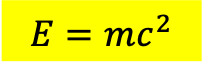 E = mc²